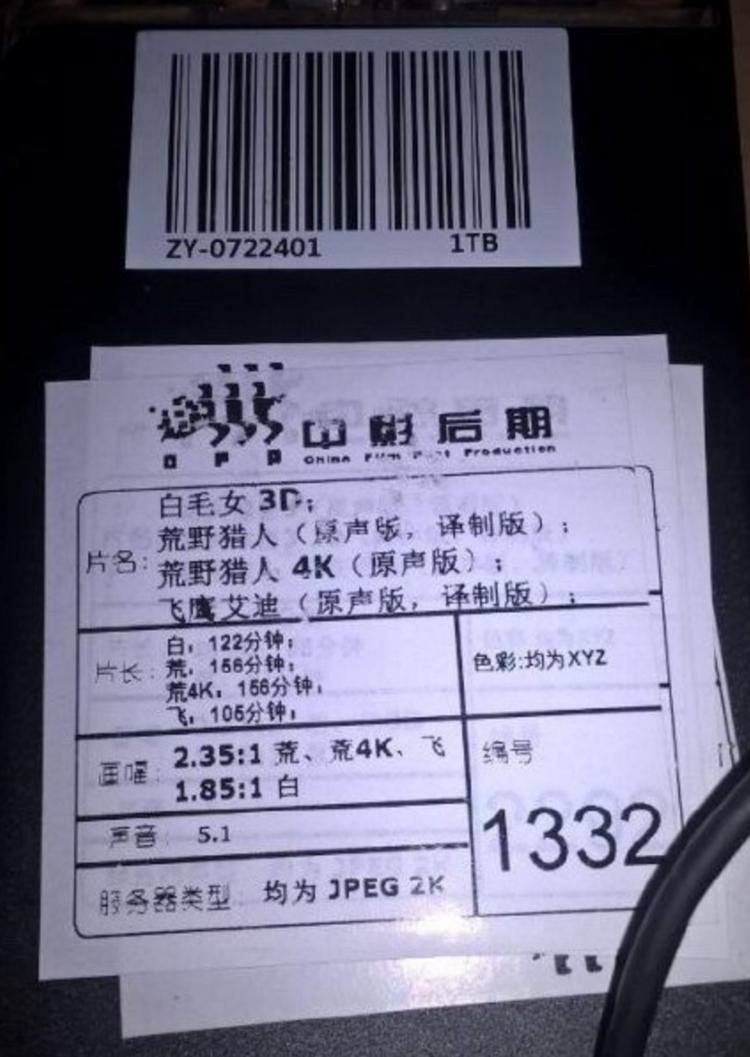 ZY-0722401 1TB
中影后期
China Film Post Production
片名: 白毛女 3D;
荒野猎人（原声版，译制版）;
荒野猎人 4K（原声版）;
飞鹰艾迪（原声版，译制版）;
片长: 白，122分钟;
荒，156分钟;
荒4K，156分钟;
飞，105分钟;
色彩:均为XYZ
画幅: 2.35:1 荒、荒4K、飞
1.85:1 白
声音: 5.1
编号
1332
服务器类型: 均为 JPEG 2K